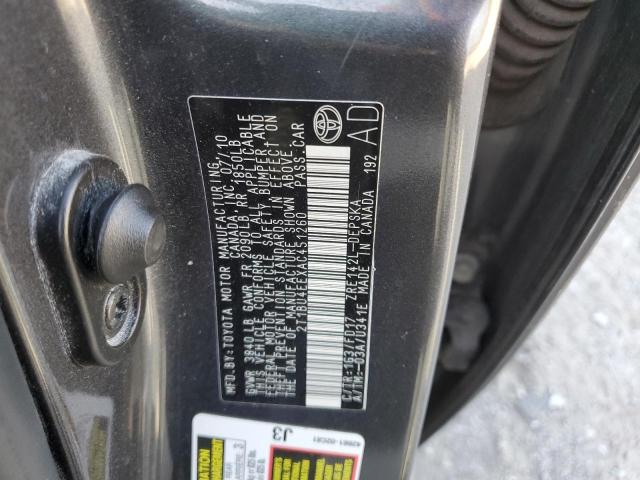 MFD.BY:TOYOTA MOTOR MANUFACTURING
CANADA, INC. 07/10
GVWR 3840LB GAWR FR 2090LB RR 1850LB
THIS VEHICLE CONFORMS TO ALL APPLICABLE
FEDERAL MOTOR VEHICLE SAFETY, BUMPER AND
THEFT PREVENTION STANDARDS IN EFFECT ON
THE DATE OF MANUFACTURE SHOWN ABOVE.
2T1BU4EEXAC451260 PASS.CAR
C/TR:1G3/FB17 ZRE142L-DEPSKA
A/TM:-03A/U341E MADE IN CANADA 192
AD
J3
42661-02C81